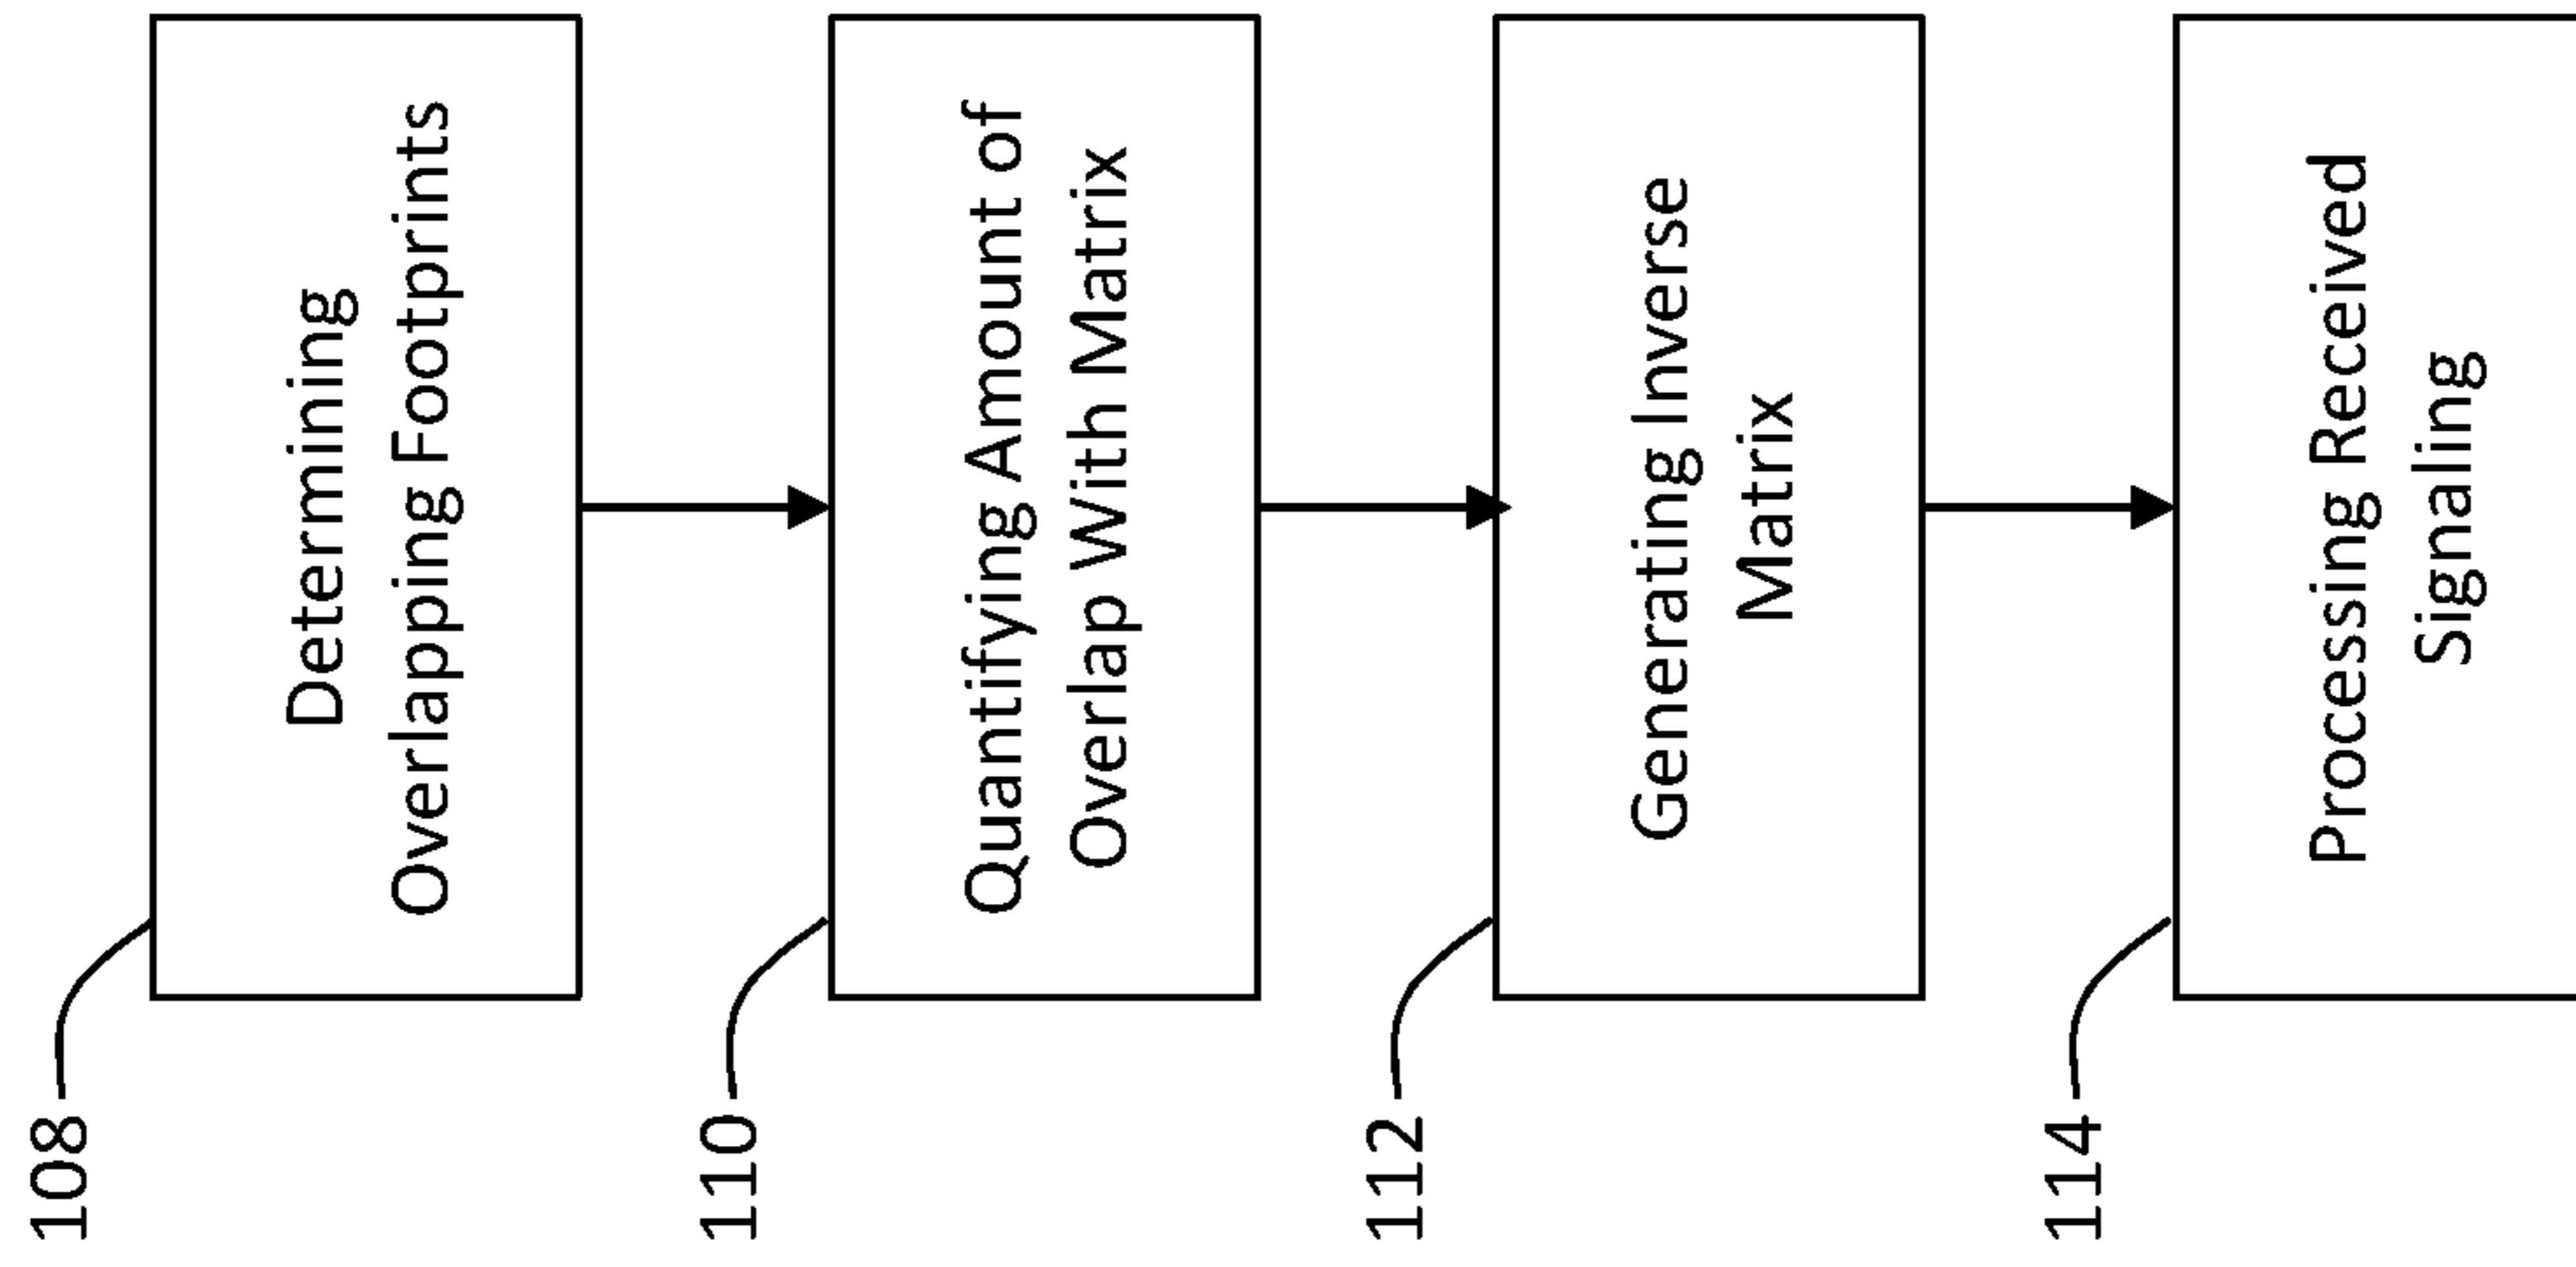 108
Determining
Overlapping Footprints
110
Quantifying Amount of
Overlap With Matrix
112
Generating Inverse
Matrix
114
Processing Received
Signaling